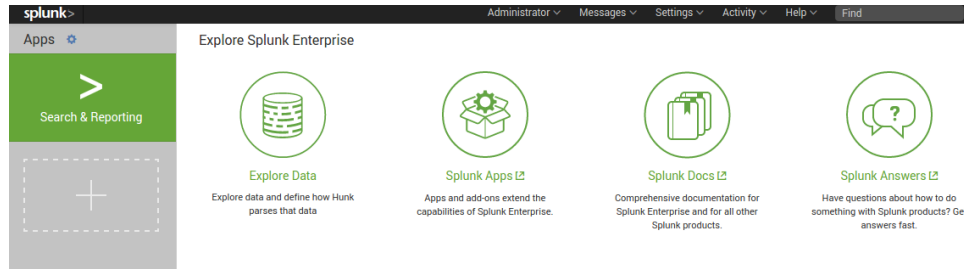 splunk> Administrator Messages Settings Activity Help Find
Apps Explore Splunk Enterprise
>
Search & Reporting
?
Explore Data Splunk Apps Splunk Docs Splunk Answers
Explore data and define how Hunk Apps and add-ons extend the Comprehensive documentation for Have questions about how to do
parses that data capabilities of Splunk Enterprise. Splunk Enterprise and for all other something with Splunk products? Ge
Splunk products. answers fast.